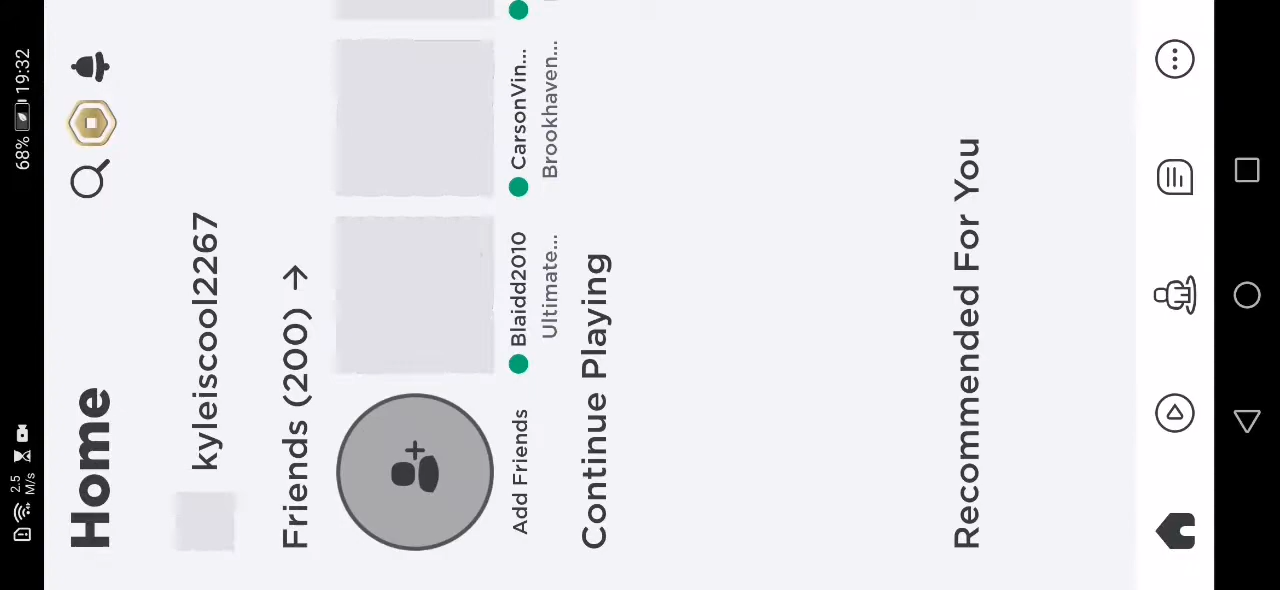 2.5
M/s
68%
19:32
Home
kyleiscool2267
Friends (200) →
Add Friends
Blaidd2010
Ultimate...
CarsonVin...
Brookhaven...
Continue Playing
Recommended For You